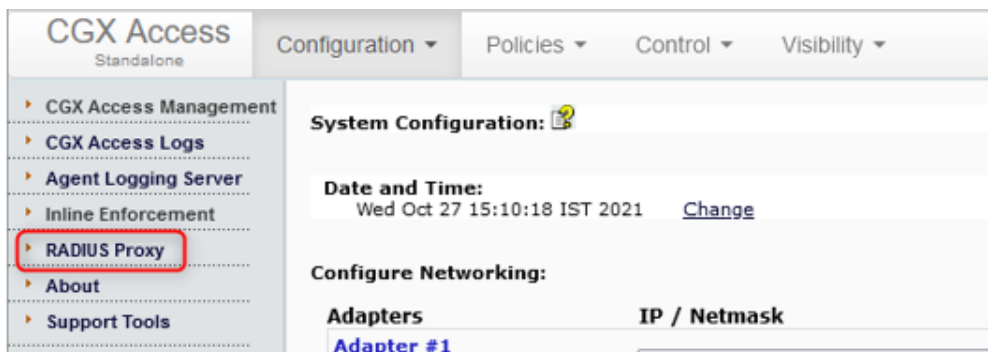 CGX Access
Standalone
Configuration
Policies
Control
Visibility
CGX Access Management
CGX Access Logs
Agent Logging Server
Inline Enforcement
RADIUS Proxy
About
Support Tools
System Configuration:
Date and Time:
Wed Oct 27 15:10:18 IST 2021 Change
Configure Networking:
Adapters IP / Netmask
Adapter #1